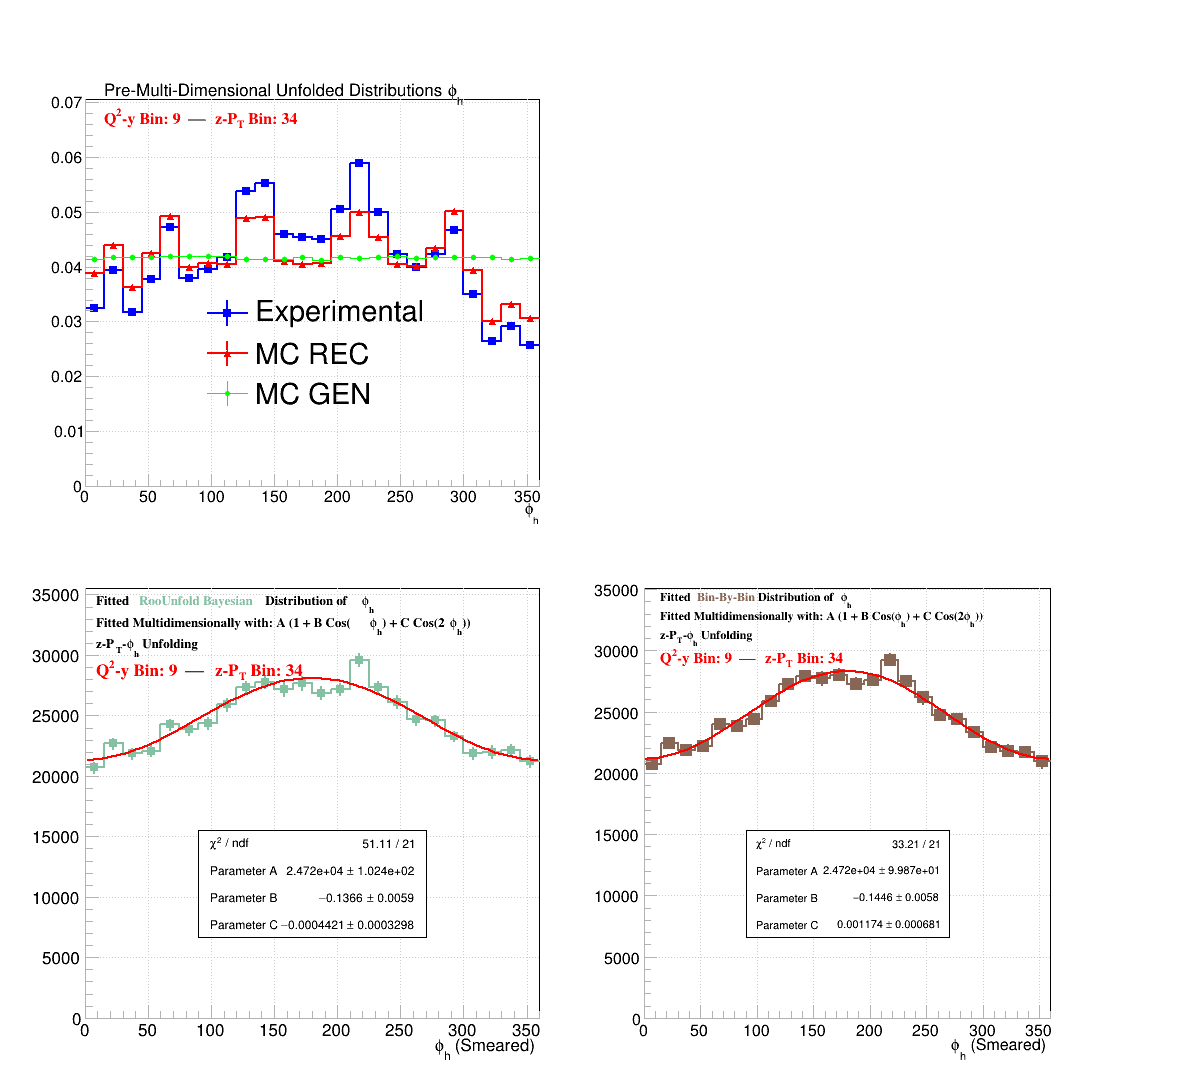 Pre-Multi-Dimensional Unfolded Distributions ϕh
Q²-y Bin: 9 — z-PT Bin: 34
0.07
0.06
0.05
0.04
0.03
0.02
0.01
0
Experimental
MC REC
MC GEN
0 50 100 150 200 250 300 350
ϕh
Fitted RooUnfold Bayesian Distribution of ϕh
Fitted Multidimensionally with: A (1 + B Cos( ϕh) + C Cos(2 ϕh))
z-PT-ϕh Unfolding
Q²-y Bin: 9 — z-PT Bin: 34
35000
30000
25000
20000
15000
10000
5000
0
χ² / ndf 51.11 / 21
Parameter A 2.472e+04 ± 1.024e+02
Parameter B −0.1366 ± 0.0059
Parameter C −0.0004421 ± 0.0003298
0 50 100 150 200 250 300 350
ϕh (Smeared)
Fitted Bin-By-Bin Distribution of ϕh
Fitted Multidimensionally with: A (1 + B Cos(ϕh) + C Cos(2ϕh))
z-PT-ϕh Unfolding
Q²-y Bin: 9 — z-PT Bin: 34
35000
30000
25000
20000
15000
10000
5000
0
χ² / ndf 33.21 / 21
Parameter A 2.472e+04 ± 9.987e+01
Parameter B −0.1446 ± 0.0058
Parameter C 0.001174 ± 0.000681
0 50 100 150 200 250 300 350
ϕh (Smeared)